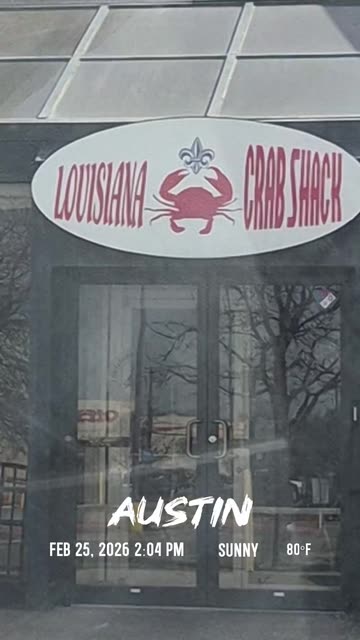 LOUISIANA CRAB SHACK
AUSTIN
FEB 25, 2026 2:04 PM SUNNY 80°F